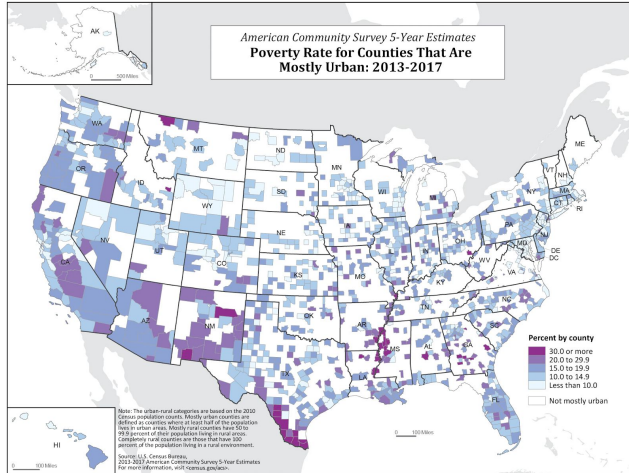 American Community Survey 5-Year Estimates
Poverty Rate for Counties That Are
Mostly Urban: 2013-2017
AK
0 500 Miles
WA
MT
ND
MN
ME
VT
NH
OR
ID
SD
WI
MI
NY
MA
CT
RI
WY
IA
PA
NJ
NE
NV
UT
CO
IN
OH
MD
DE
DC
WV
VA
CA
KS
MO
KY
NC
TN
AZ
NM
OK
AR
SC
MS
AL
GA
TX
LA
FL
Percent by county
30.0 or more
20.0 to 29.9
15.0 to 19.9
10.0 to 14.9
Less than 10.0
Not mostly urban
HI
0 100 Miles
0 100 Miles
Note: The urban-rural categories are based on the 2010
Census population counts. Mostly urban counties are
defined as counties where at least half of the population
lives in urban areas. Mostly rural counties have 50 to
99.9 percent of their population living in rural areas.
Completely rural counties are those that have 100
percent of the population living in a rural environment.
Source: U.S. Census Bureau,
2013-2017 American Community Survey 5-Year Estimates
For more information, visit <census.gov/acs>.